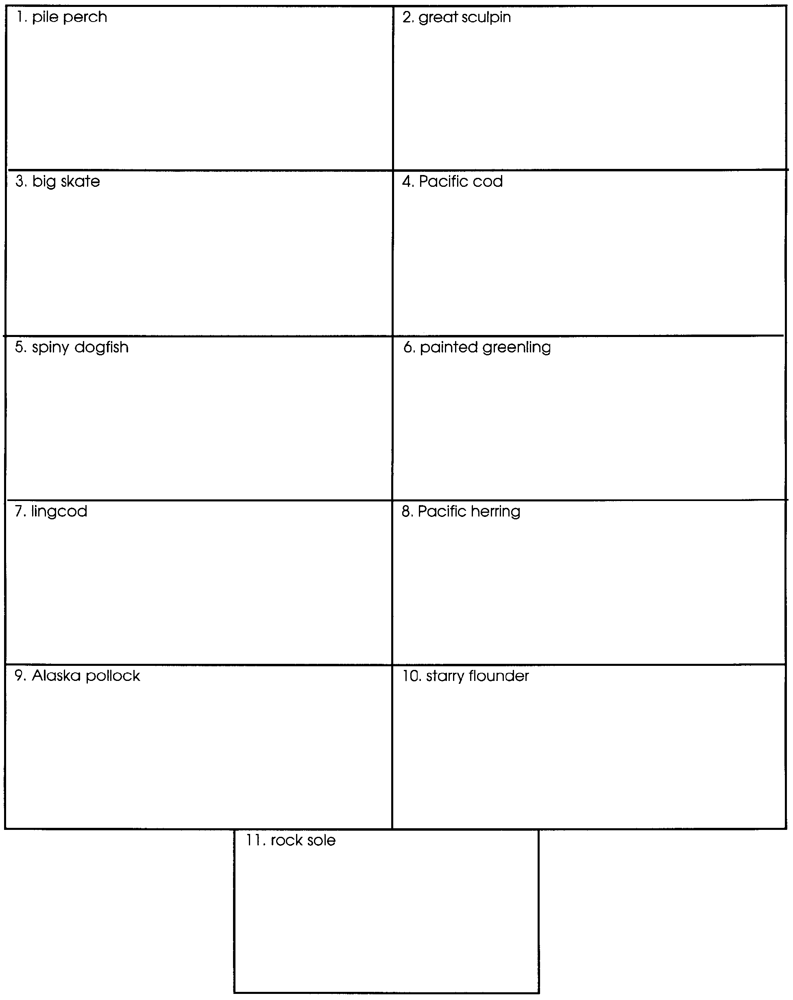 1. pile perch
2. great sculpin
3. big skate
4. Pacific cod
5. spiny dogfish
6. painted greenling
7. lingcod
8. Pacific herring
9. Alaska pollock
10. starry flounder
11. rock sole